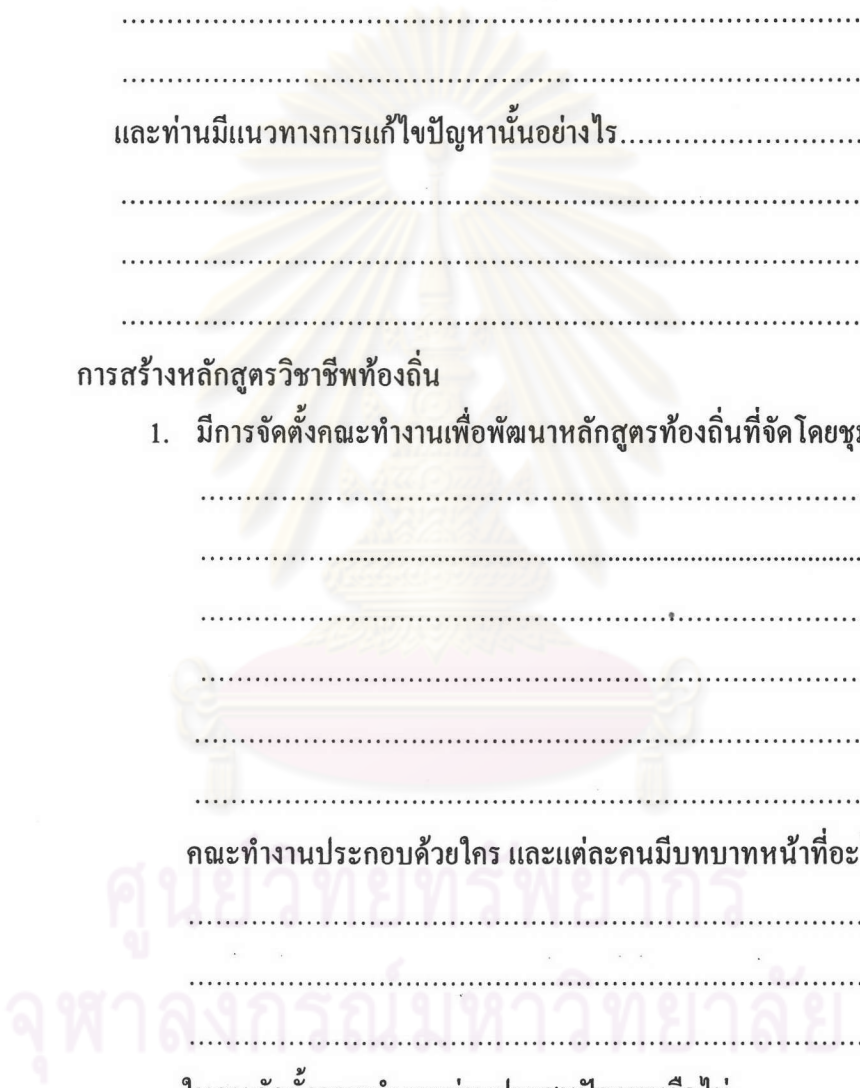 และท่านมีแนวทางการแก้ไขปัญหานั้นอย่างไร..............................
การสร้างหลักสูตรวิชาชีพท้องถิ่น
1. มีการจัดตั้งคณะทำงานเพื่อพัฒนาหลักสูตรท้องถิ่นที่จัดโดย
คณะทำงานประกอบด้วยใคร และแต่ละคนมีบทบาทหน้าที่
ศูนย์วิทยทรัพยากร
จุฬาลงกรณ์มหาวิทยาลัย